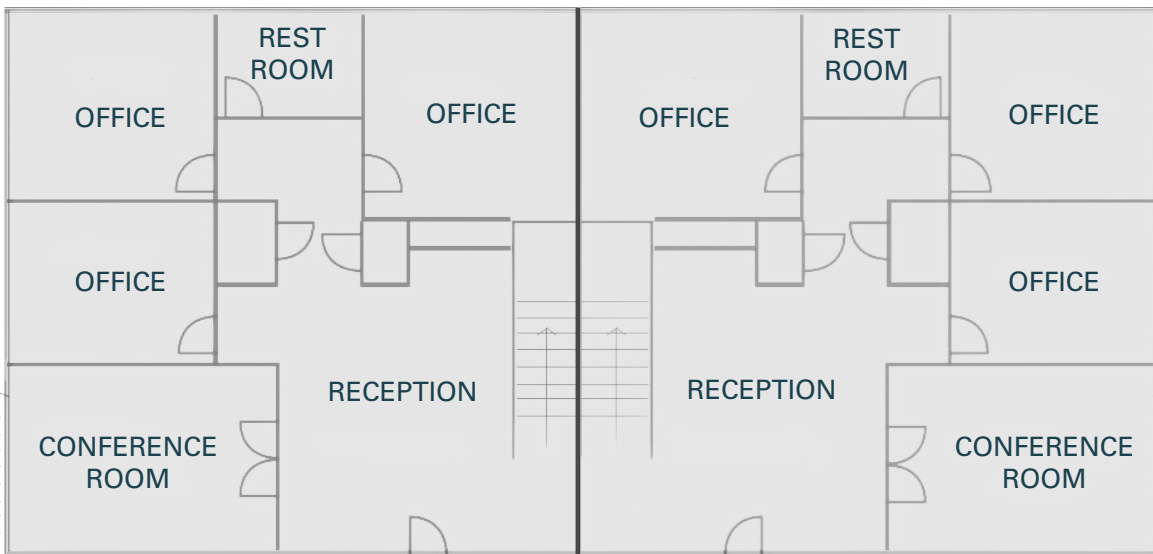 REST
ROOM
REST
ROOM
OFFICE
OFFICE
OFFICE
OFFICE
OFFICE
OFFICE
RECEPTION
RECEPTION
CONFERENCE
ROOM
CONFERENCE
ROOM